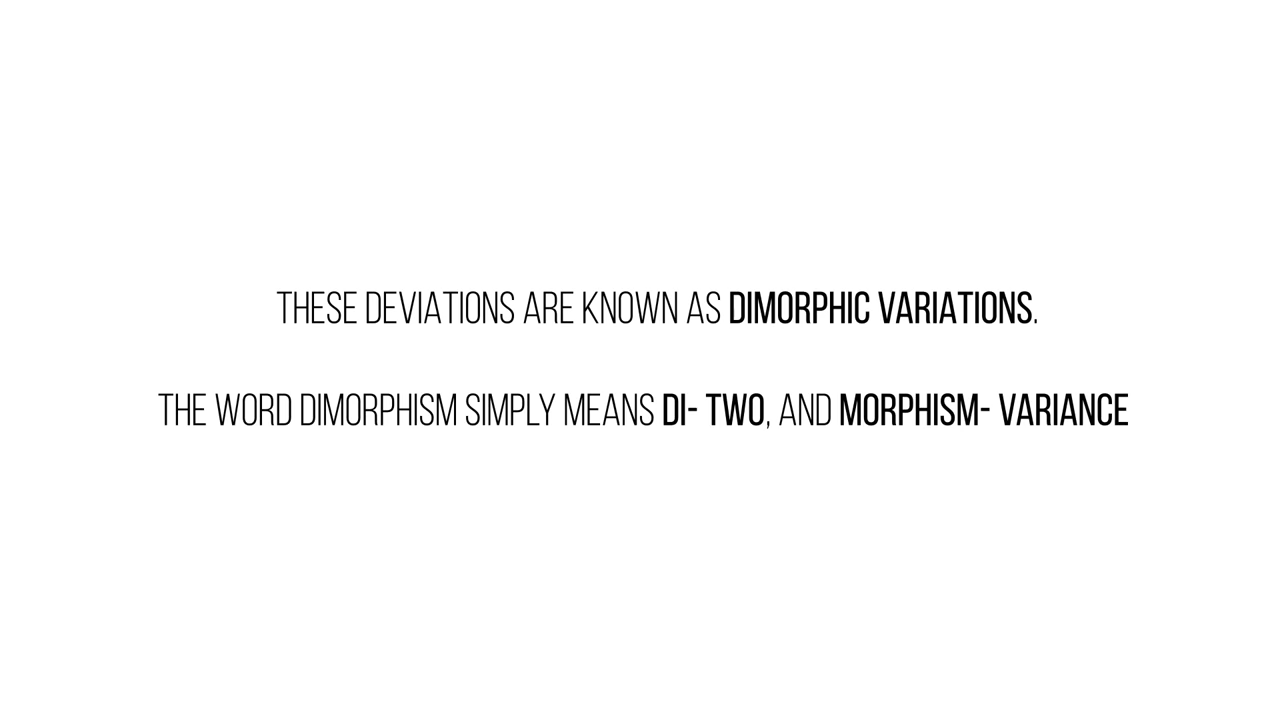 THESE DEVIATIONS ARE KNOWN AS DIMORPHIC VARIATIONS.
THE WORD DIMORPHISM SIMPLY MEANS DI- TWO, AND MORPHISM- VARIANCE